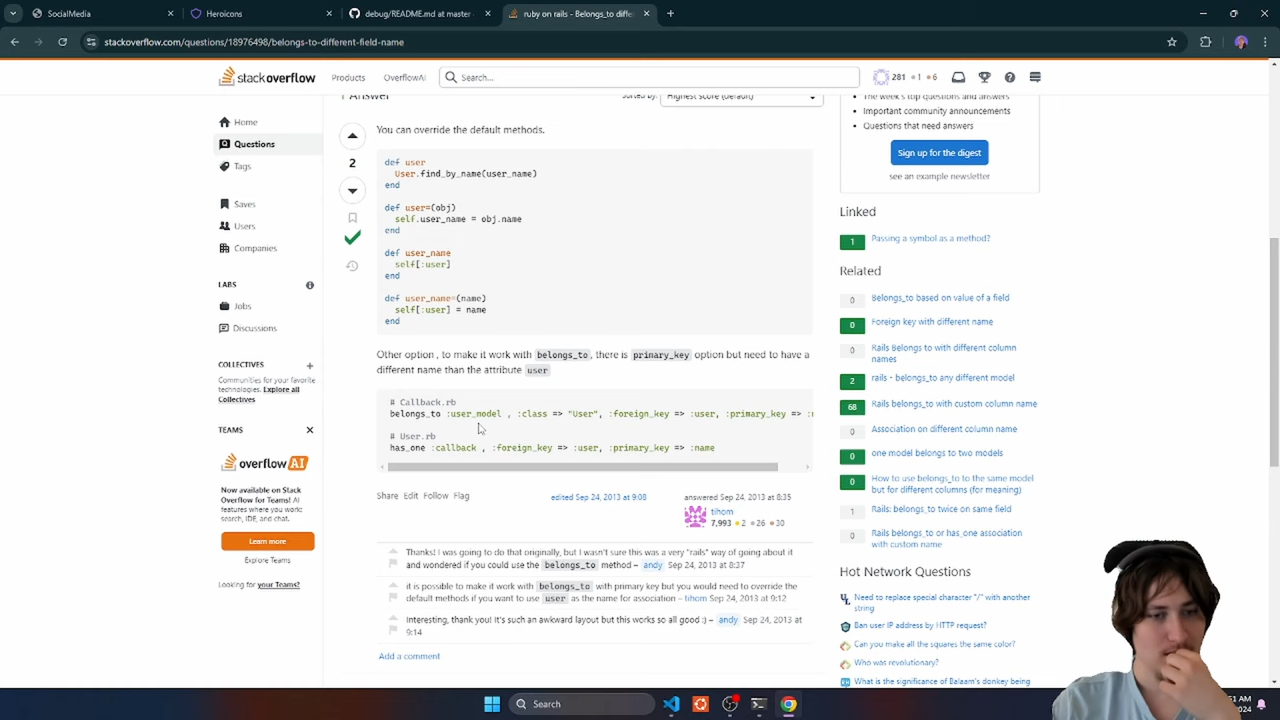 SocialMedia
Heroicons
debug/README.md at master
ruby on rails - Belongs_to diffe
stackoverflow.com/questions/18976498/belongs-to-different-field-name
stackoverflow
Products
OverflowAI
Search...
281
1
6
1 Answer
Sorted by:
Highest score (default)
Home
Questions
Tags
Saves
Users
Companies
LABS
Jobs
Discussions
COLLECTIVES
Communities for your favorite
technologies. Explore all
Collectives
TEAMS
overflow AI
Now available on Stack
Overflow for Teams! AI
features where you work:
search, IDE, and chat.
Learn more
Explore Teams
Looking for your Teams?
2
You can override the default methods.
def user
User.find_by_name(user_name)
end
def user=(obj)
self.user_name = obj.name
end
def user_name
self[:user]
end
def user_name=(name)
self[:user] = name
end
Other option , to make it work with belongs_to, there is primary_key option but need to have a
different name than the attribute user
# Callback.rb
belongs_to :user_model , :class => "User", :foreign_key => :user, :primary_key => :
# User.rb
has_one :callback , :foreign_key => :user, :primary_key => :name
Share Edit Follow Flag
edited Sep 24, 2013 at 9:08
answered Sep 24, 2013 at 8:35
tihom
7,993 2 26 30
Thanks! I was going to do that originally, but I wasn't sure this was a very "rails" way of going about it
and wondered if you could use the belongs_to method – andy Sep 24, 2013 at 8:37
it is possible to make it work with belongs_to with primary key but you would need to override the
default methods if you want to use user as the name for association – tihom Sep 24, 2013 at 9:12
Interesting, thank you! It's such an awkward layout but this works all so good :) – andy Sep 24, 2013 at
9:14
Add a comment
The week's top questions and answers
Important community announcements
Questions that need answers
Sign up for the digest
see an example newsletter
Linked
1 Passing a symbol as a method?
Related
0 Belongs_to based on value of a field
0 Foreign key with different name
0 Rails Belongs to with different column
names
2 rails - belongs_to any different model
68 Rails belongs_to with custom column name
0 Association on different column name
0 one model belongs to two models
0 How to use belongs_to to the same model
but for different columns (for meaning)
1 Rails: belongs_to twice on same field
0 Rails belongs_to or has_one association
with custom name
Hot Network Questions
Need to replace special character "/" with another
string
Ban user IP address by HTTP request?
Can you make all the squares the same color?
Who was revolutionary?
What is the significance of Balaam's donkey being
Search